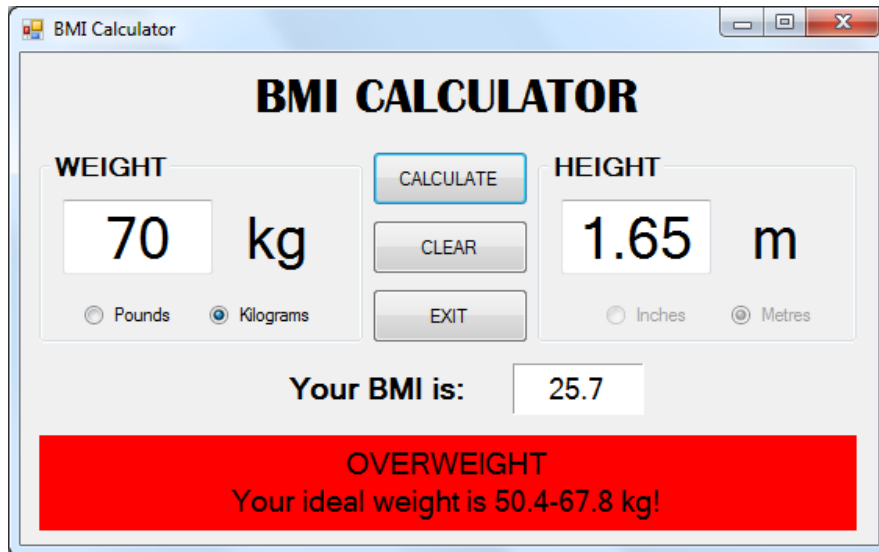 BMI Calculator
BMI CALCULATOR
WEIGHT
70 kg
Pounds Kilograms
CALCULATE
CLEAR
EXIT
HEIGHT
1.65 m
Inches Metres
Your BMI is: 25.7
OVERWEIGHT
Your ideal weight is 50.4-67.8 kg!